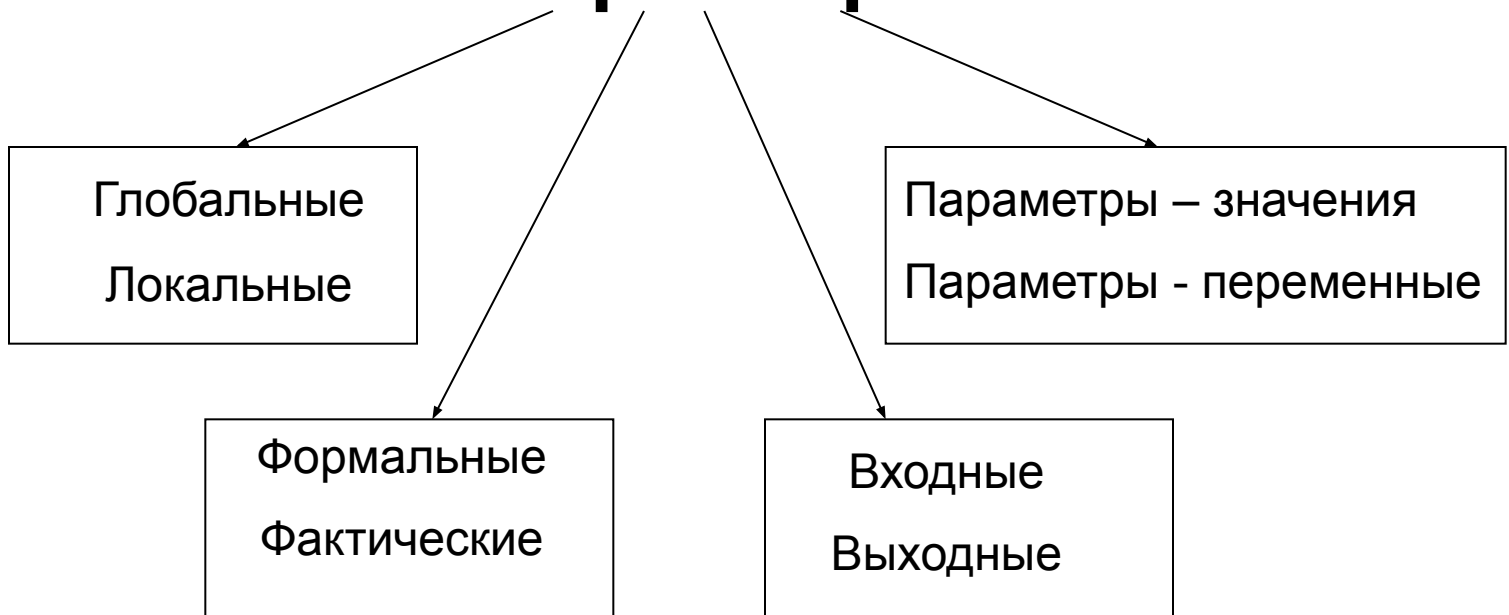 Глобальные
Локальные
Параметры – значения
Параметры - переменные
Формальные
Фактические
Входные
Выходные